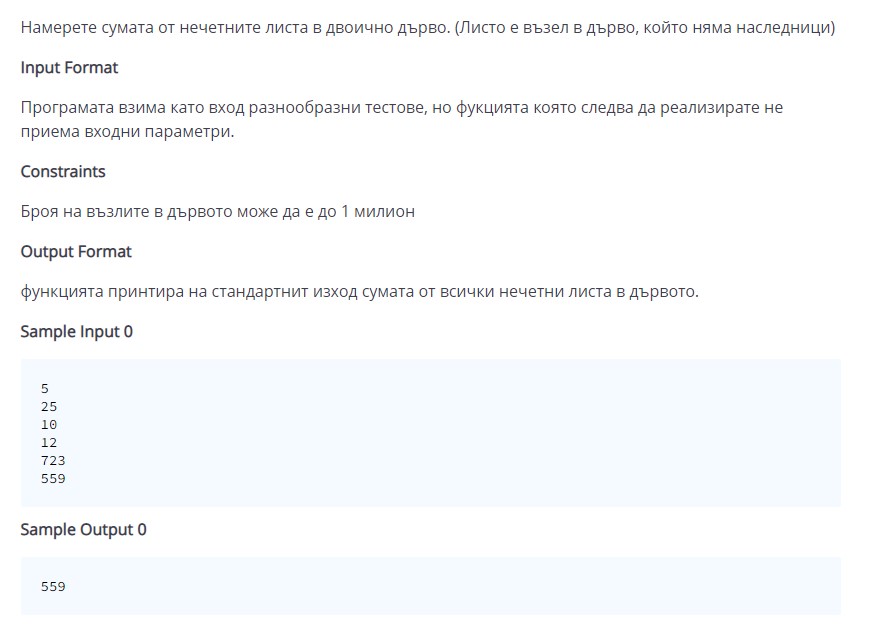 Намерете сумата от нечетните листа в двоично дърво. (Листо е възел в дърво, който няма наследници)
Input Format
Програмата взима като вход разнообразни тестове, но фукцията която следва да реализирате не
приема входни параметри.
Constraints
Броя на възлите в дървото може да е до 1 милион
Output Format
функцията принтира на стандартнит изход сумата от всички нечетни листа в дървото.
Sample Input 0
5
25
10
12
723
559
Sample Output 0
559